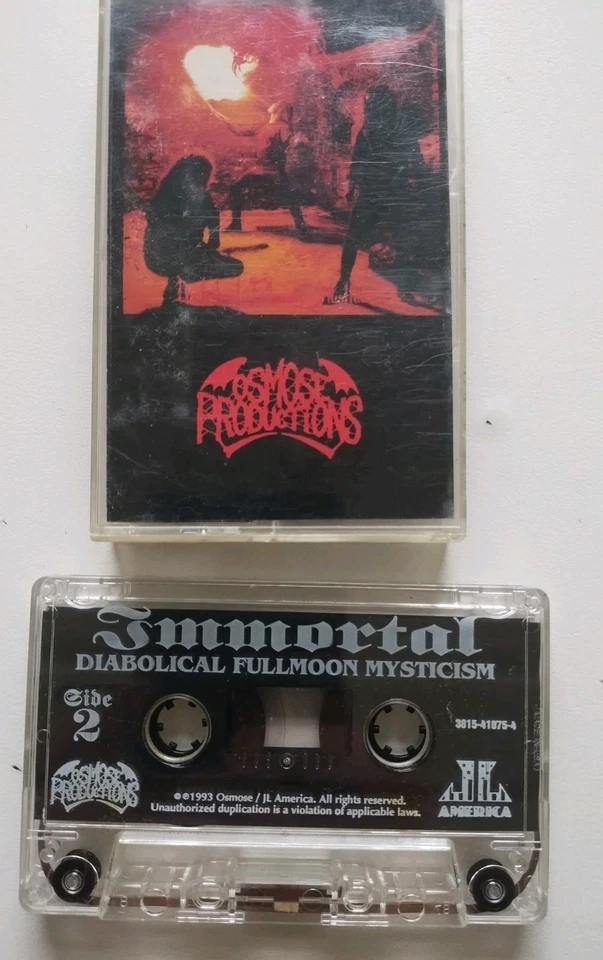 OSMOSE
PRODUCTIONS
Immortal
DIABOLICAL FULLMOON MYSTICISM
Side
2
3815-41075-4
OSMOSE
PRODUCTIONS
©℗1993 Osmose / JL America. All rights reserved.
Unauthorized duplication is a violation of applicable laws.
JL
AMERICA